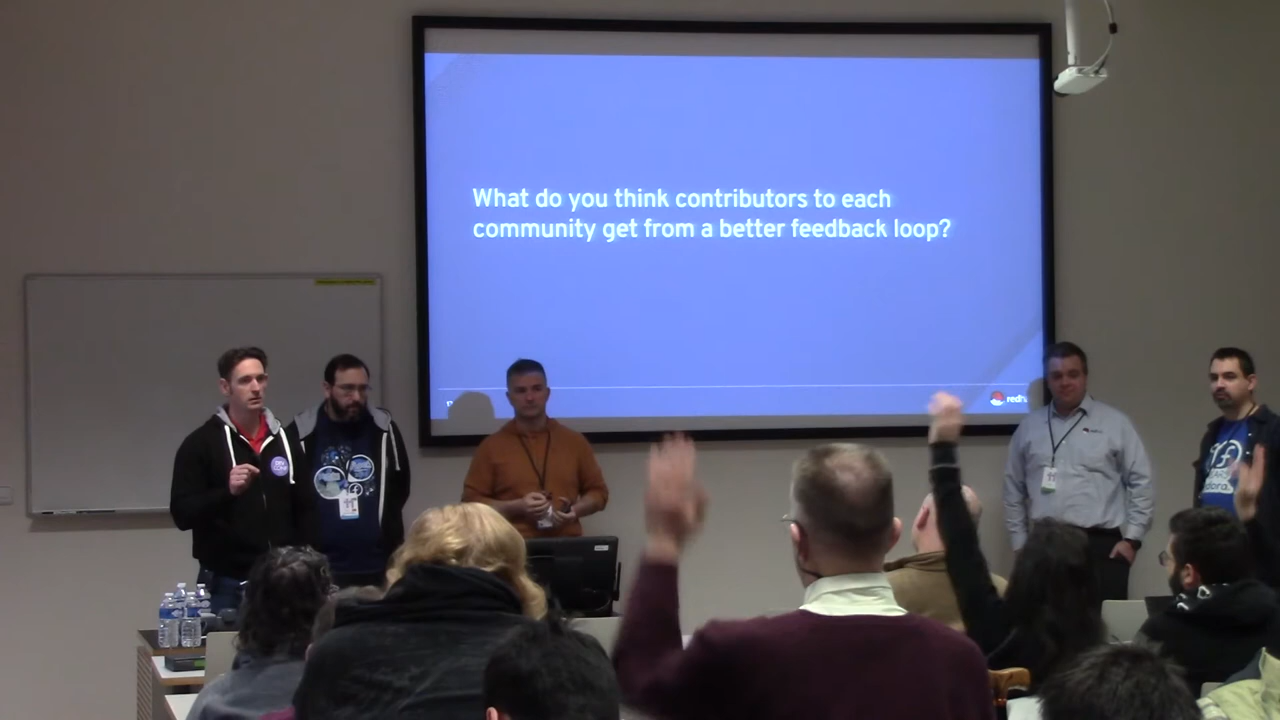 What do you think contributors to each
community get from a better feedback loop?